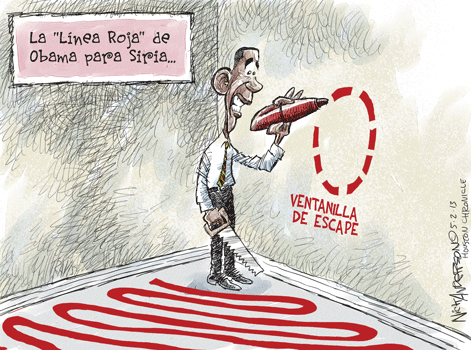 La "Línea Roja" de
Obama para Siria...
VENTANILLA
DE ESCAPE
NICK ANDERSON© 5.2.13
HOUSTON CHRONICLE